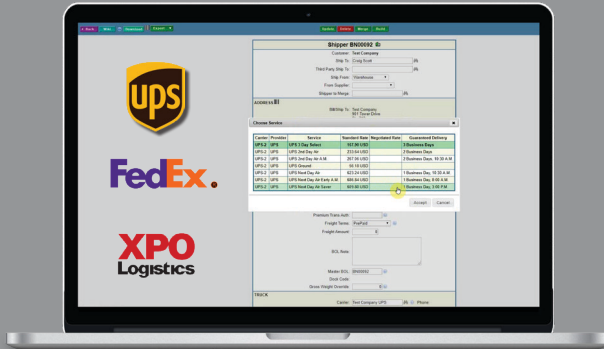 Back
Shipper BN00092
Customer: Test Company
Ship To: Craig Scott
Third Party Ship To:
Ship From: Warehouse
From Supplier:
Shipper to Merge:
ADDRESS
Bill/Ship To: Test Company
Choose Service
Carrier Provider Service Standard Rate Negotiated Rate Guaranteed Delivery
UPS-2 UPS UPS 3 Day Select 3 Business Days
UPS-2 UPS UPS 2nd Day Air 2 Business Days
UPS-2 UPS UPS 2nd Day Air A.M. 2 Business Days, 10:30 A.M.
UPS-2 UPS UPS Ground
UPS-2 UPS UPS Next Day Air 1 Business Day, 10:30 A.M.
UPS-2 UPS UPS Next Day Air Early A.M. 1 Business Day, 8:00 A.M.
UPS-2 UPS UPS Next Day Air Saver 1 Business Day, 3:00 P.M.
Accept Cancel
Premium Trans Auth:
Freight Terms: PrePaid
Freight Amount: 0
BOL Note:
Master BOL: BN00092
Dock Code:
Gross Weight Override: 0
TRUCK
Carrier: Test Company UPS Phone
ups
FedEx
XPO
Logistics